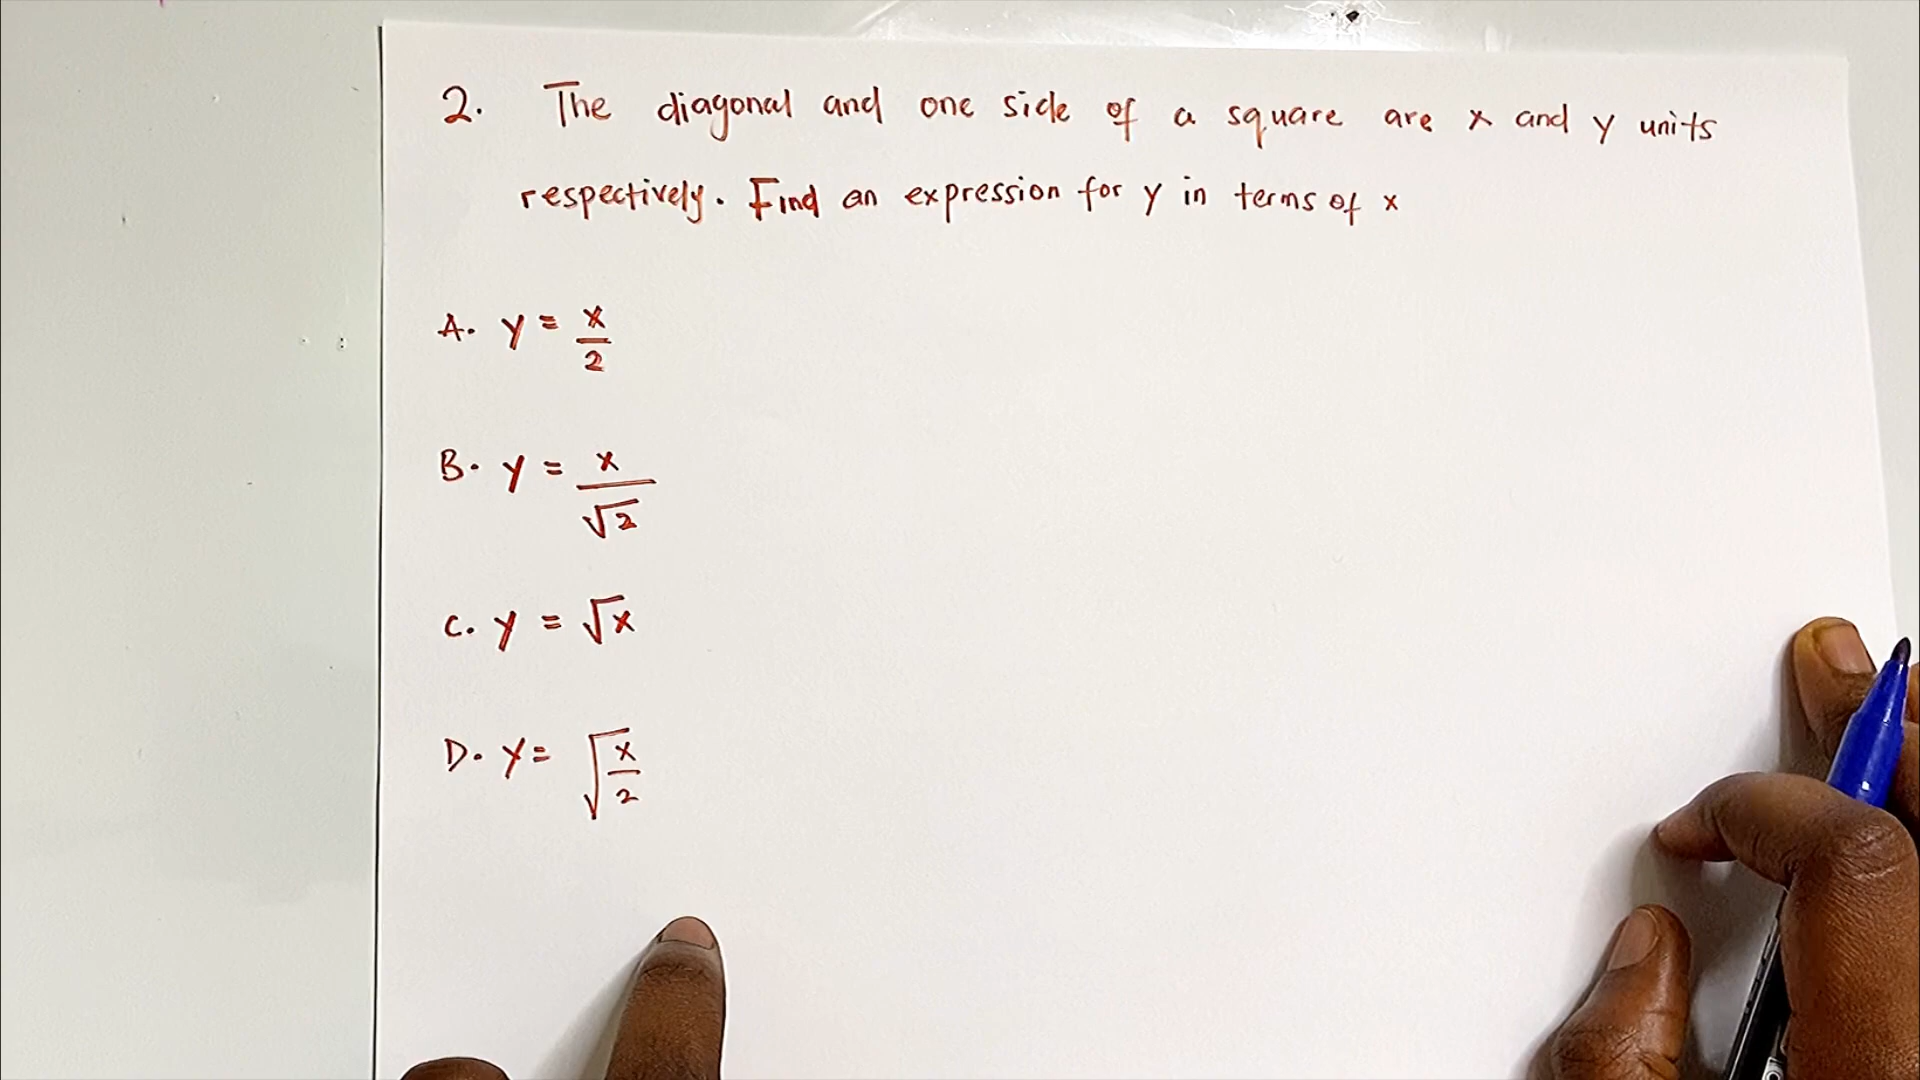 2. The diagonal and one side of a square are x and y units
respectively. Find an expression for y in terms of x
A. y = x/2
B. y = x/√2
C. y = √x
D. y = √(x/2)